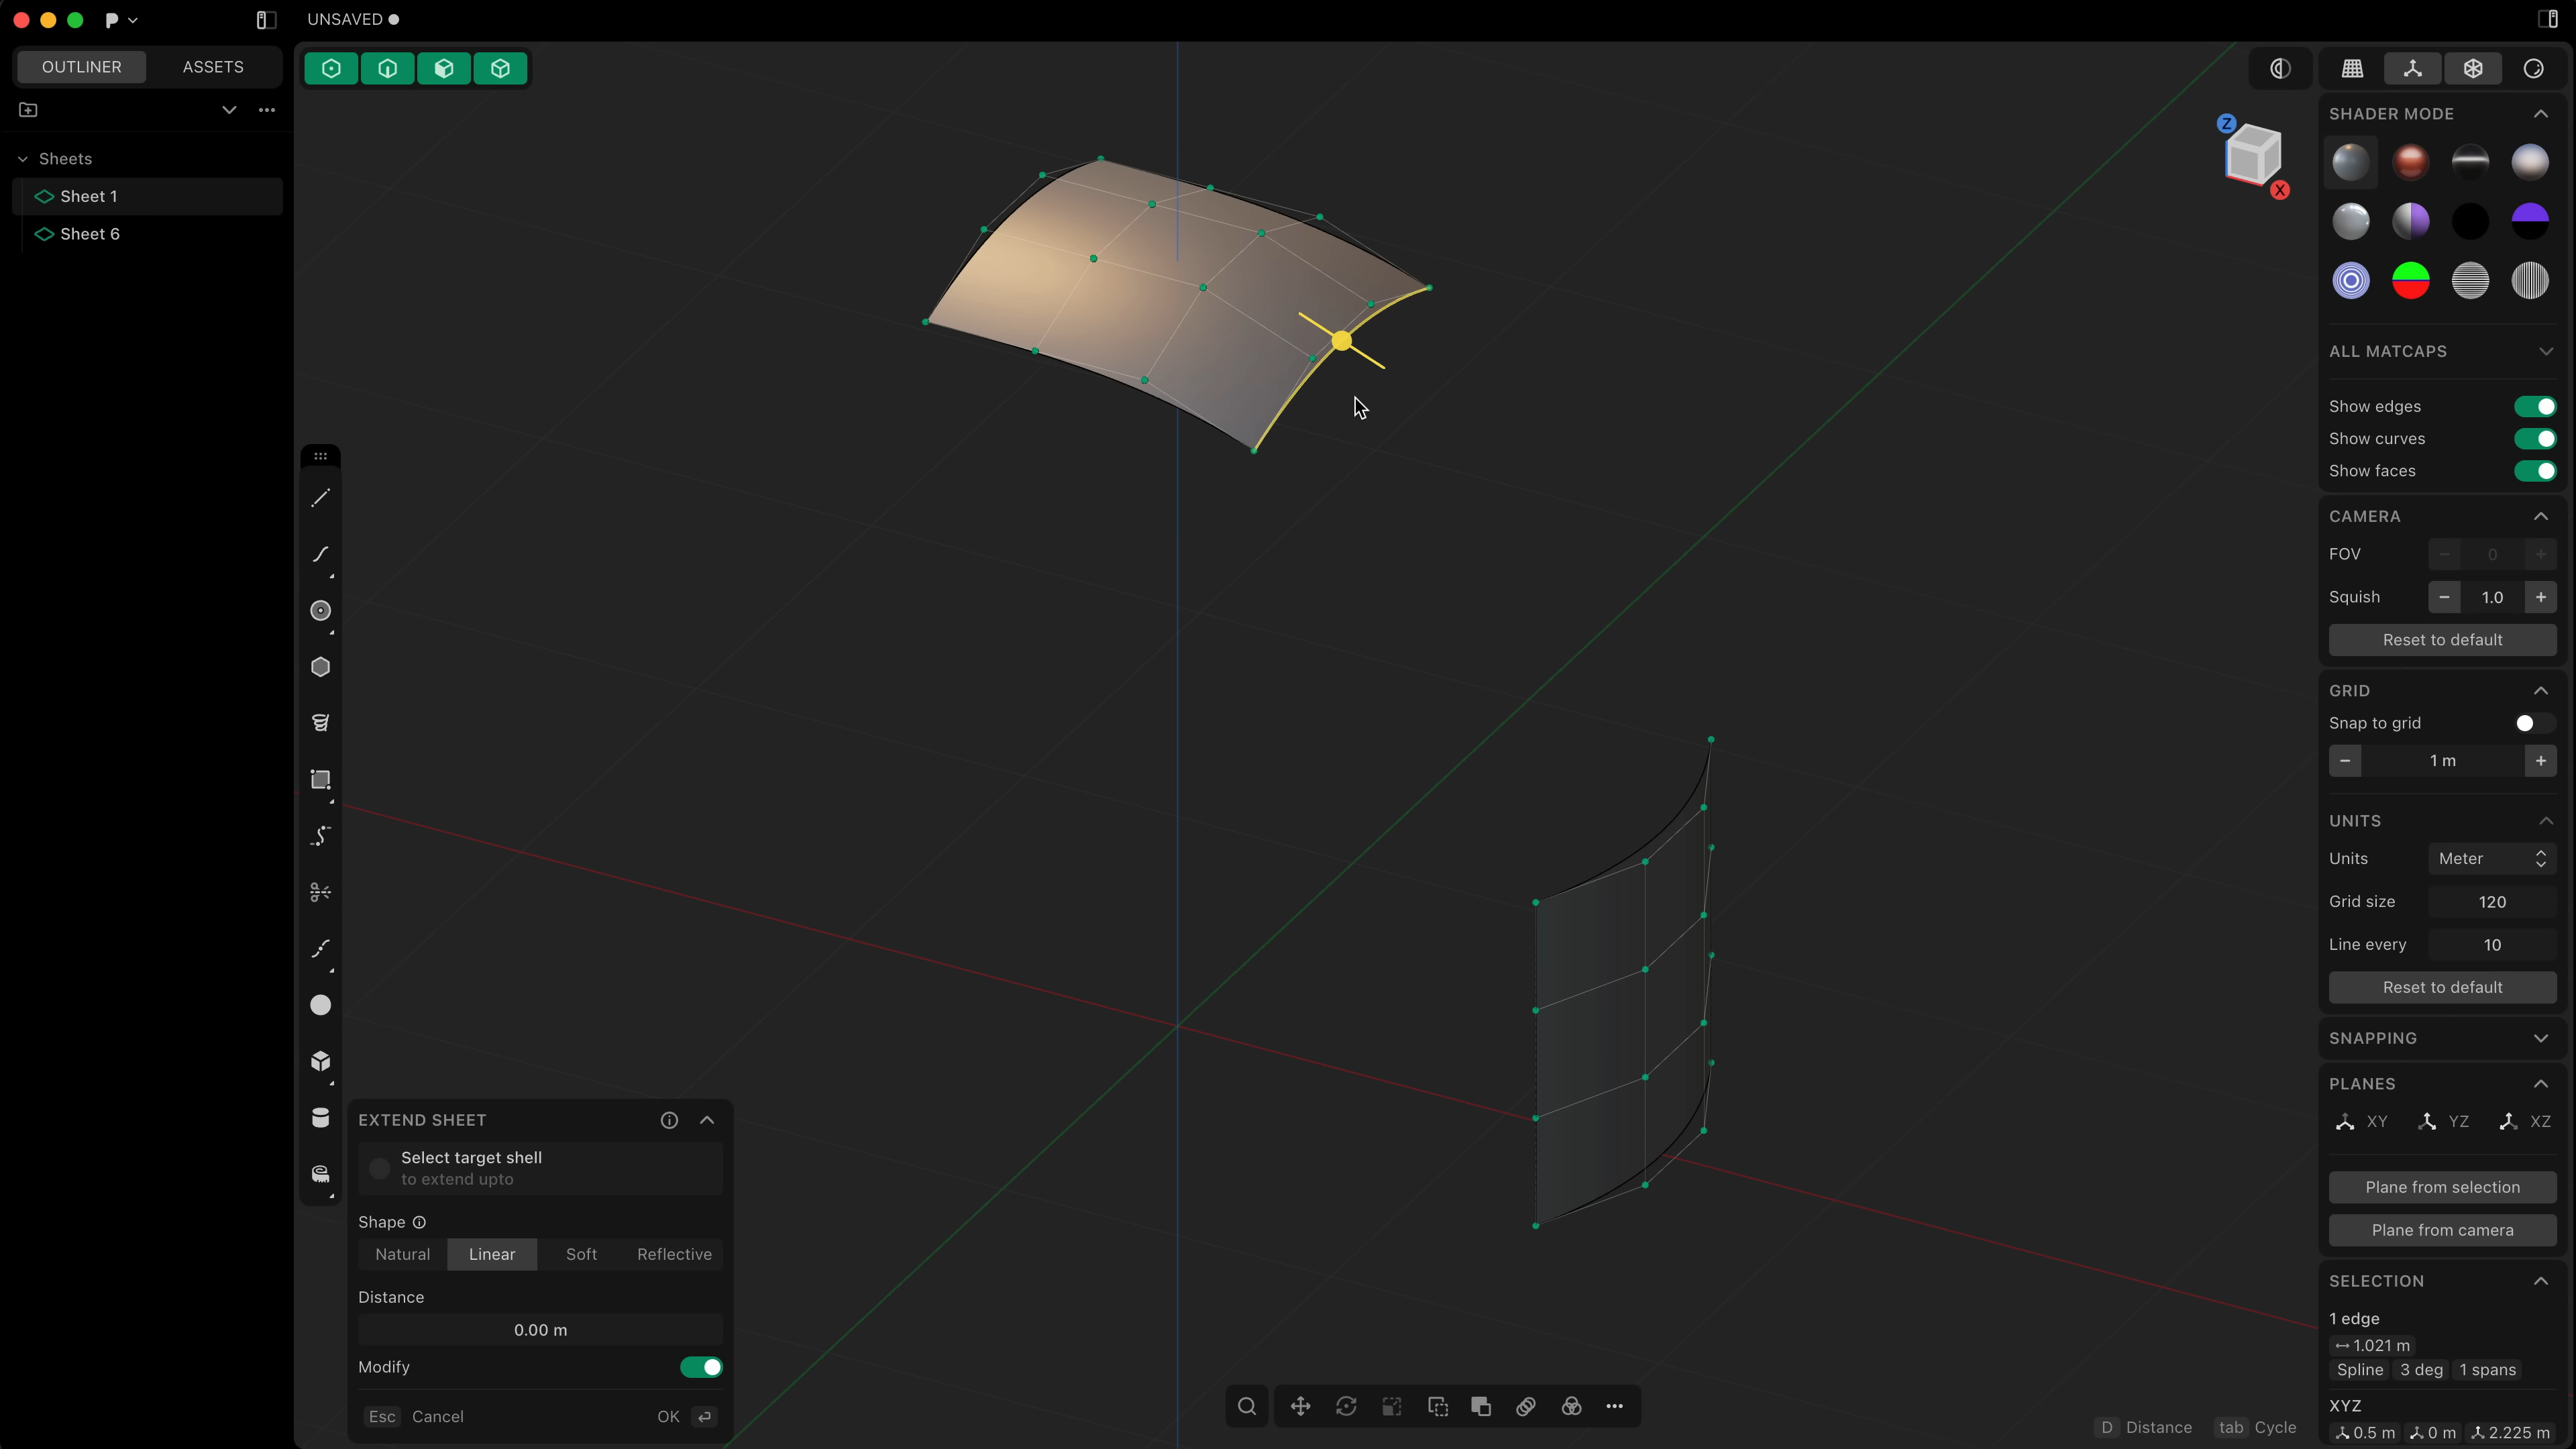 UNSAVED
OUTLINER
ASSETS
Sheets
Sheet 1
Sheet 6
Z
X
SHADER MODE
ALL MATCAPS
Show edges
Show curves
Show faces
CAMERA
FOV − 0 +
Squish − 1.0 +
Reset to default
GRID
Snap to grid
− 1 m +
UNITS
Units Meter
Grid size 120
Line every 10
Reset to default
SNAPPING
PLANES
XY YZ XZ
Plane from selection
Plane from camera
SELECTION
1 edge
1.021 m
Spline 3 deg 1 spans
XYZ
0.5 m 0 m 2.225 m
EXTEND SHEET
Select target shell
to extend upto
Shape
Natural Linear Soft Reflective
Distance
0.00 m
Modify
Esc Cancel OK
D Distance tab Cycle